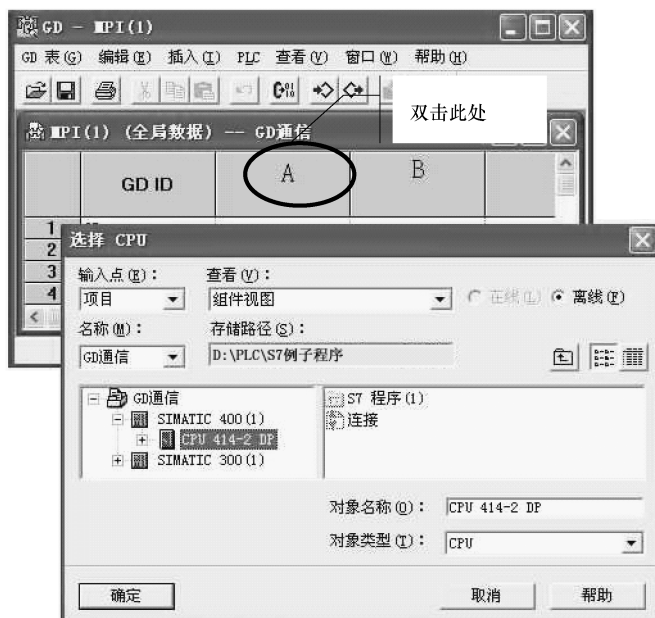 GD - MPI(1)
GD 表(G) 编辑(E) 插入(I) PLC 查看(V) 窗口(W) 帮助(H)
双击此处
MPI(1) (全局数据) -- GD通信
GD ID A B
1
2
3
4
选择 CPU
输入点(E): 查看(V):
项目 组件视图 在线(L) 离线(F)
名称(M): 存储路径(S):
GD通信 D:\PLC\S7例子程序
GD通信 S7 程序(1)
SIMATIC 400(1) 连接
CPU 414-2 DP
SIMATIC 300(1)
对象名称(O): CPU 414-2 DP
对象类型(T): CPU
确定 取消 帮助